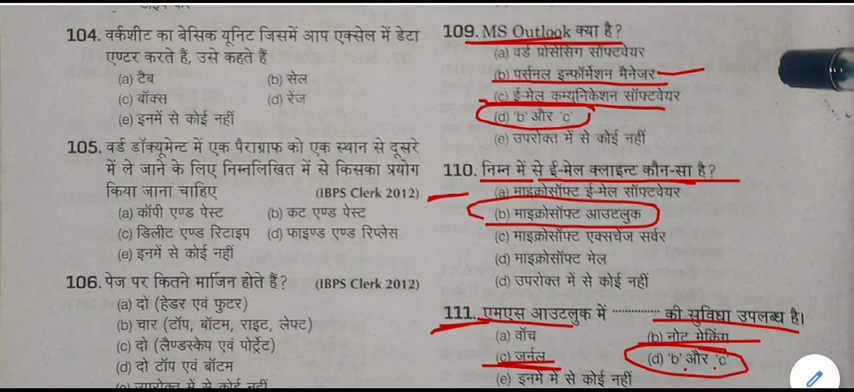 104. वर्कशीट का बेसिक यूनिट जिसमें आप एक्सेल में डेटा
एण्टर करते हैं, उसे कहते हैं
(a) टैब (b) सेल
(c) बॉक्स (d) रेंज
(e) इनमें से कोई नहीं
105. वर्ड डॉक्यूमेन्ट में एक पैराग्राफ को एक स्थान से दूसरे
में ले जाने के लिए निम्नलिखित में से किसका प्रयोग
किया जाना चाहिए (IBPS Clerk 2012)
(a) कॉपी एण्ड पेस्ट (b) कट एण्ड पेस्ट
(c) डिलीट एण्ड रिटाइप (d) फाइण्ड एण्ड रिप्लेस
(e) इनमें से कोई नहीं
106. पेज पर कितने मार्जिन होते हैं? (IBPS Clerk 2012)
(a) दो (हेडर एवं फुटर)
(b) चार (टॉप, बॉटम, राइट, लेफ्ट)
(c) दो (लैण्डस्केप एवं पोर्ट्रेट)
(d) दो टॉप एवं बॉटम
(e) उपरोक्त में से कोई नहीं
109. MS Outlook क्या है?
(a) वर्ड प्रोसेसिंग सॉफ्टवेयर
(b) पर्सनल इन्फॉर्मेशन मैनेजर
(c) ई-मेल कम्युनिकेशन सॉफ्टवेयर
(d) 'b' और 'c'
(e) उपरोक्त में से कोई नहीं
110. निम्न में से ई-मेल क्लाइन्ट कौन-सा है?
(a) माइक्रोसॉफ्ट ई-मेल सॉफ्टवेयर
(b) माइक्रोसॉफ्ट आउटलुक
(c) माइक्रोसॉफ्ट एक्सचेंज सर्वर
(d) माइक्रोसॉफ्ट मेल
(d) उपरोक्त में से कोई नहीं
111. एमएस आउटलुक में ............ की सुविधा उपलब्ध है।
(a) वॉच (b) नोट मेकिंग
(c) जर्नल (d) 'b' और 'c'
(e) इनमें में से कोई नहीं